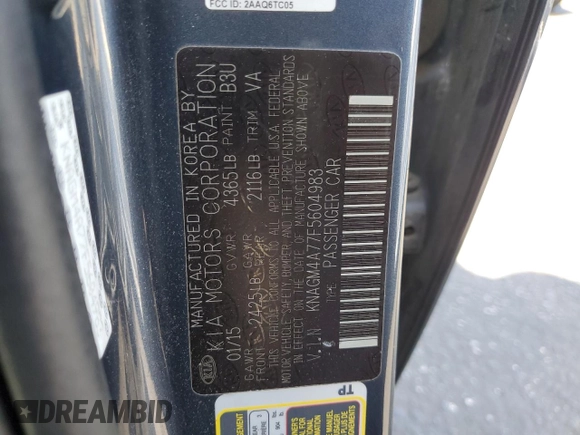 FCC ID: 2AAQ6TC05
MANUFACTURED IN KOREA BY
KIA MOTORS CORPORATION
01/15 GVWR 4365LB PAINT B3U
GAWR FRONT 2425LB GAWR 2116LB TRIM VA
THIS VEHICLE CONFORMS TO ALL APPLICABLE U.S.A. FEDERAL
MOTOR VEHICLE SAFETY, BUMPER, AND THEFT PREVENTION STANDARDS
IN EFFECT ON THE DATE OF MANUFACTURE SHOWN ABOVE
V.I.N KNAGM4A77F5604983
TYPE: PASSENGER CAR
KIA
TP
DREAMBID